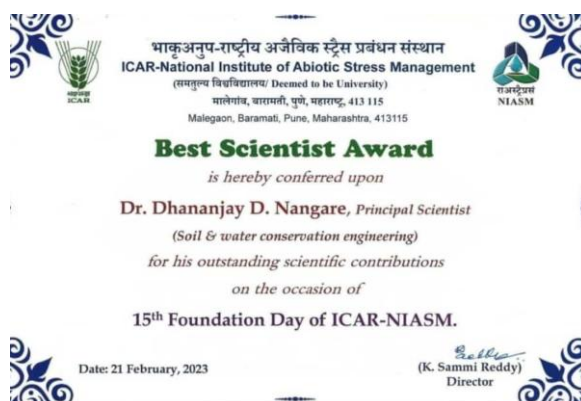 भाकृअनुप-राष्ट्रीय अजैविक स्ट्रैस प्रबंधन संस्थान
ICAR-National Institute of Abiotic Stress Management
(समतुल्य विश्वविद्यालय/ Deemed to be University)
मालेगांव, बारामती, पुणे, महाराष्ट्र, 413 115
Malegaon, Baramati, Pune, Maharashtra, 413115
ICAR
NIASM
Best Scientist Award
is hereby conferred upon
Dr. Dhananjay D. Nangare, Principal Scientist
(Soil & water conservation engineering)
for his outstanding scientific contributions
on the occasion of
15th Foundation Day of ICAR-NIASM.
Date: 21 February, 2023
(K. Sammi Reddy)
Director